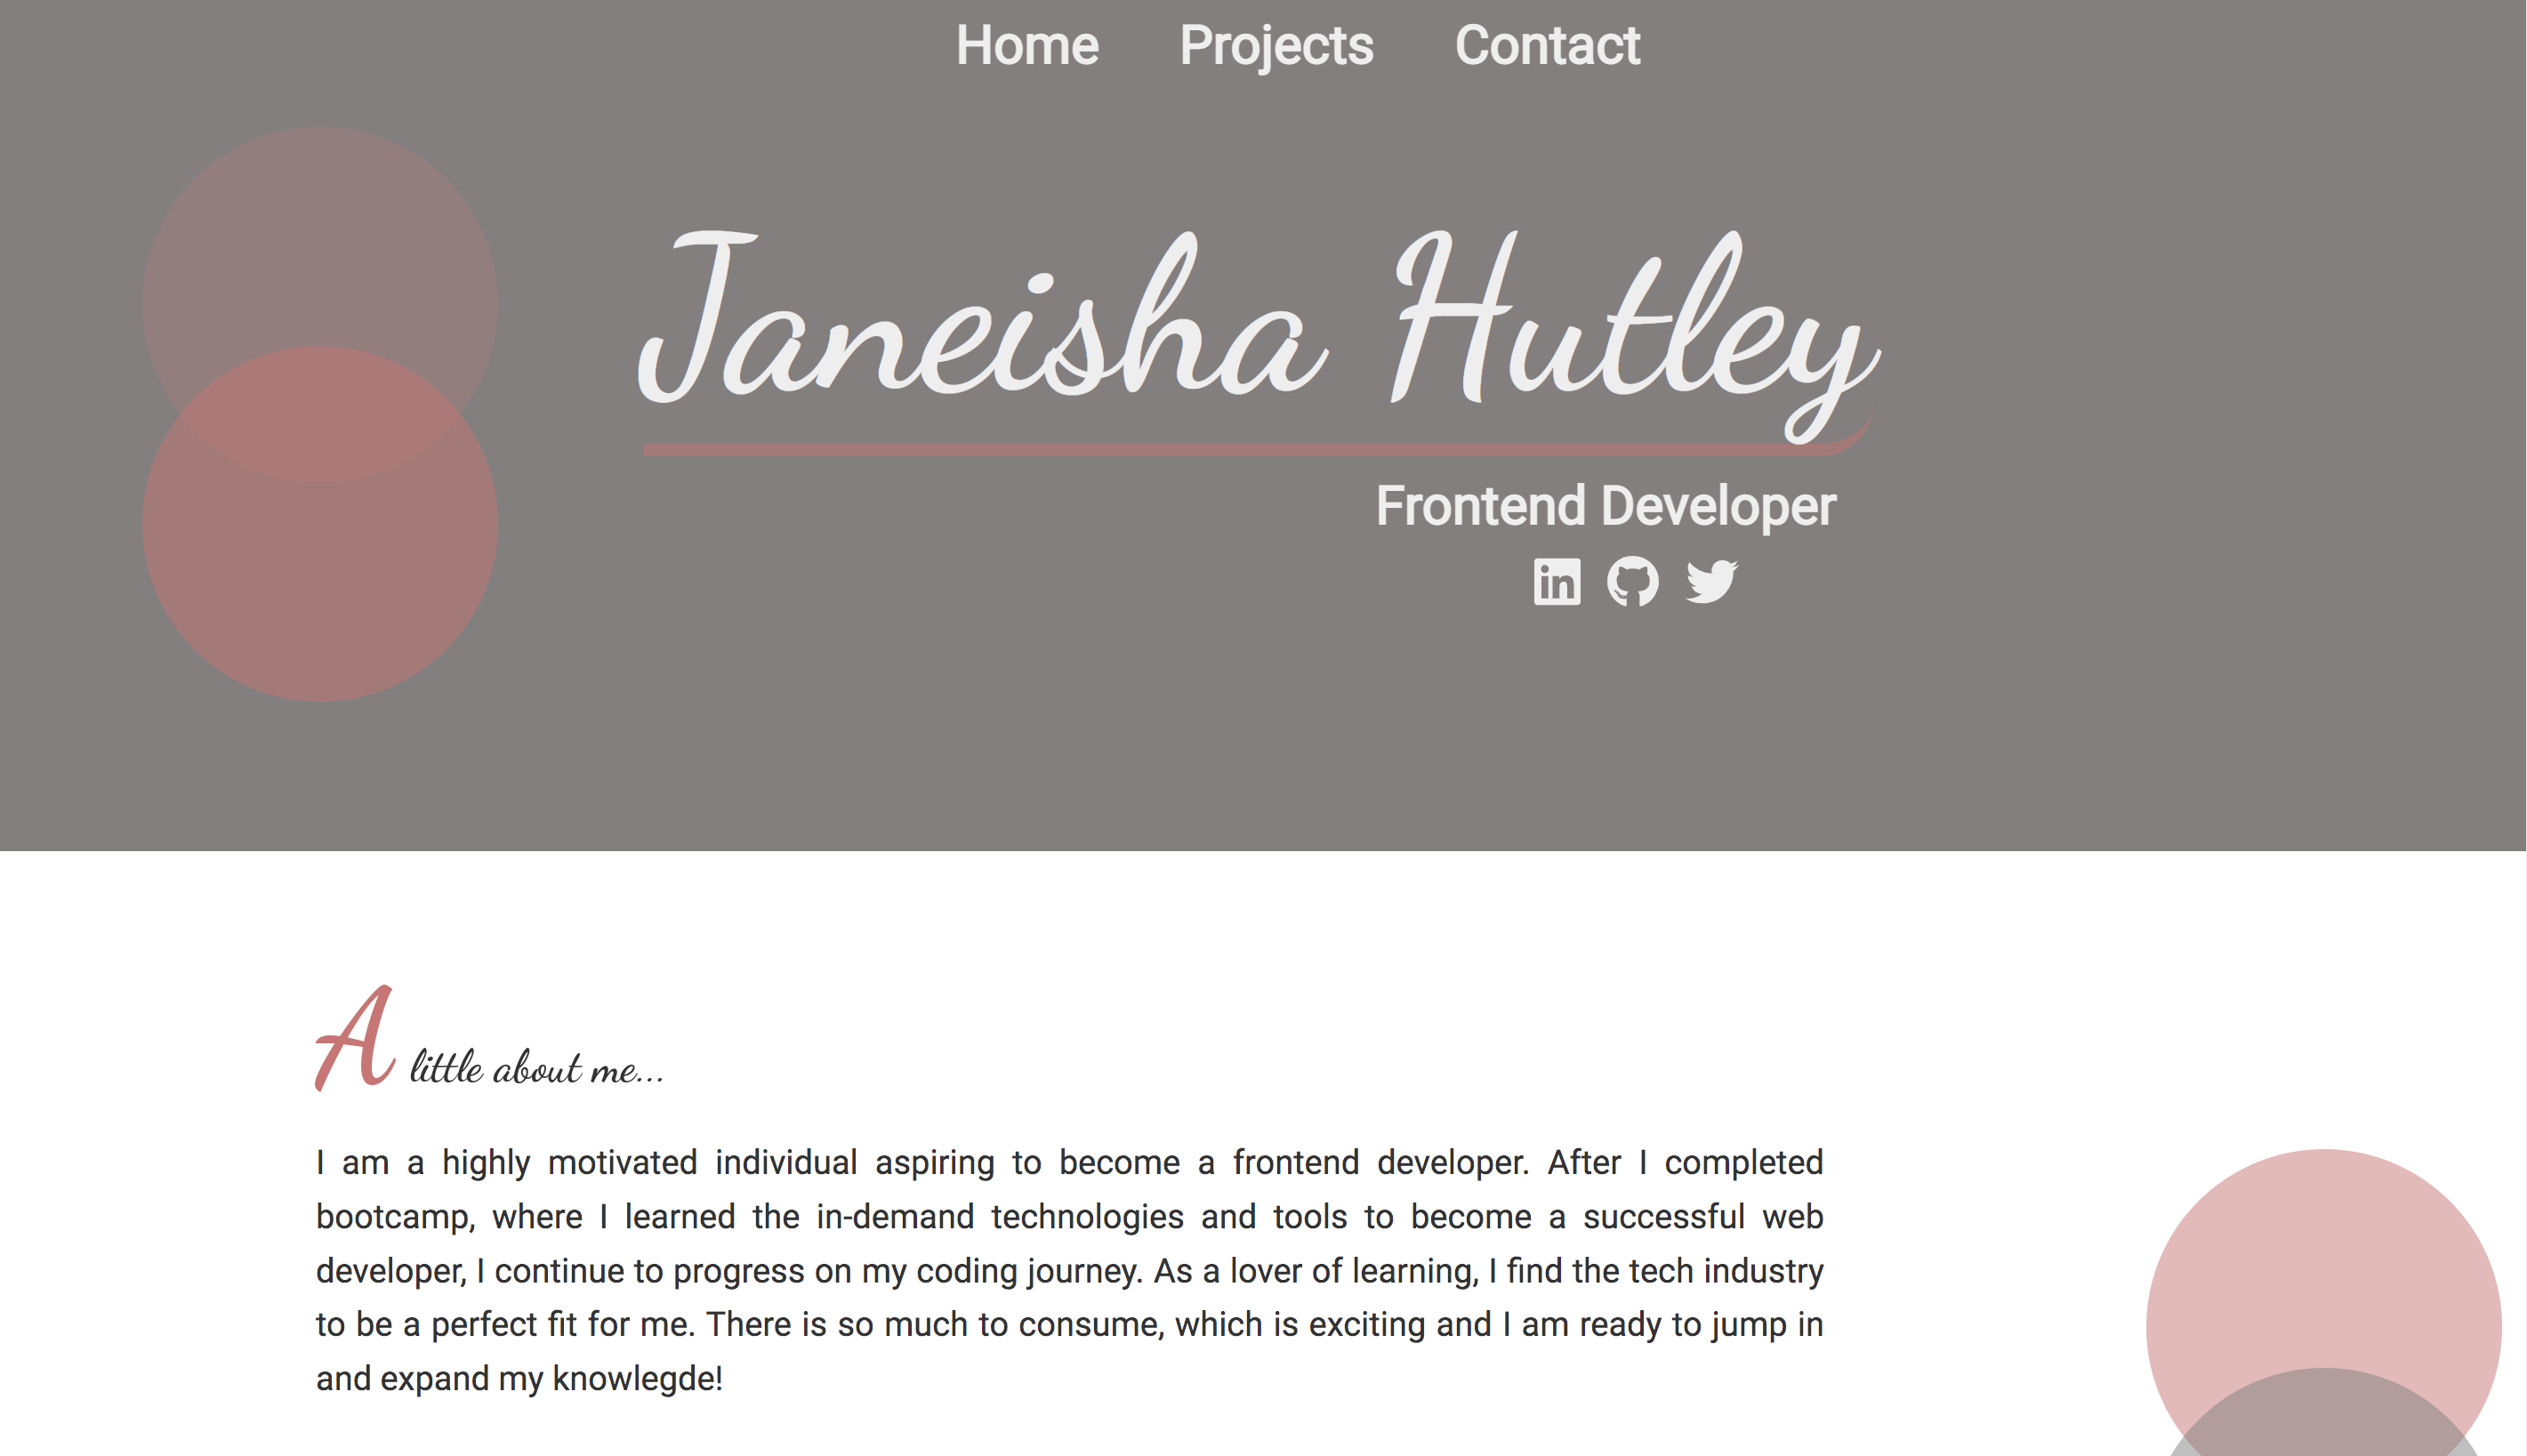 Home Projects Contact
Janeisha Hutley
Frontend Developer
in
A little about me...
I am a highly motivated individual aspiring to become a frontend developer. After I completed
bootcamp, where I learned the in-demand technologies and tools to become a successful web
developer, I continue to progress on my coding journey. As a lover of learning, I find the tech industry
to be a perfect fit for me. There is so much to consume, which is exciting and I am ready to jump in
and expand my knowlegde!